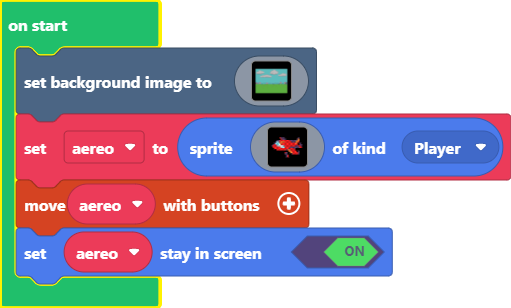 on start
set background image to
set aereo to sprite of kind Player
move aereo with buttons
set aereo stay in screen ON